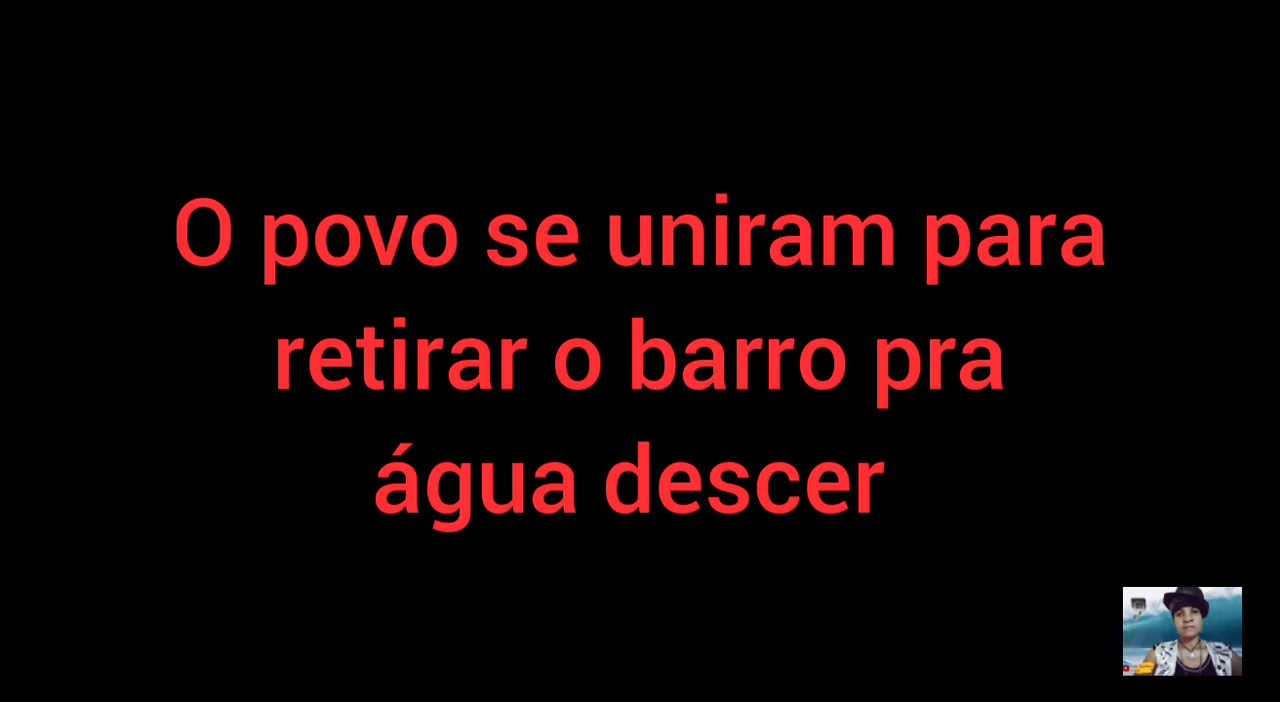 O povo se uniram para
retirar o barro pra
água descer